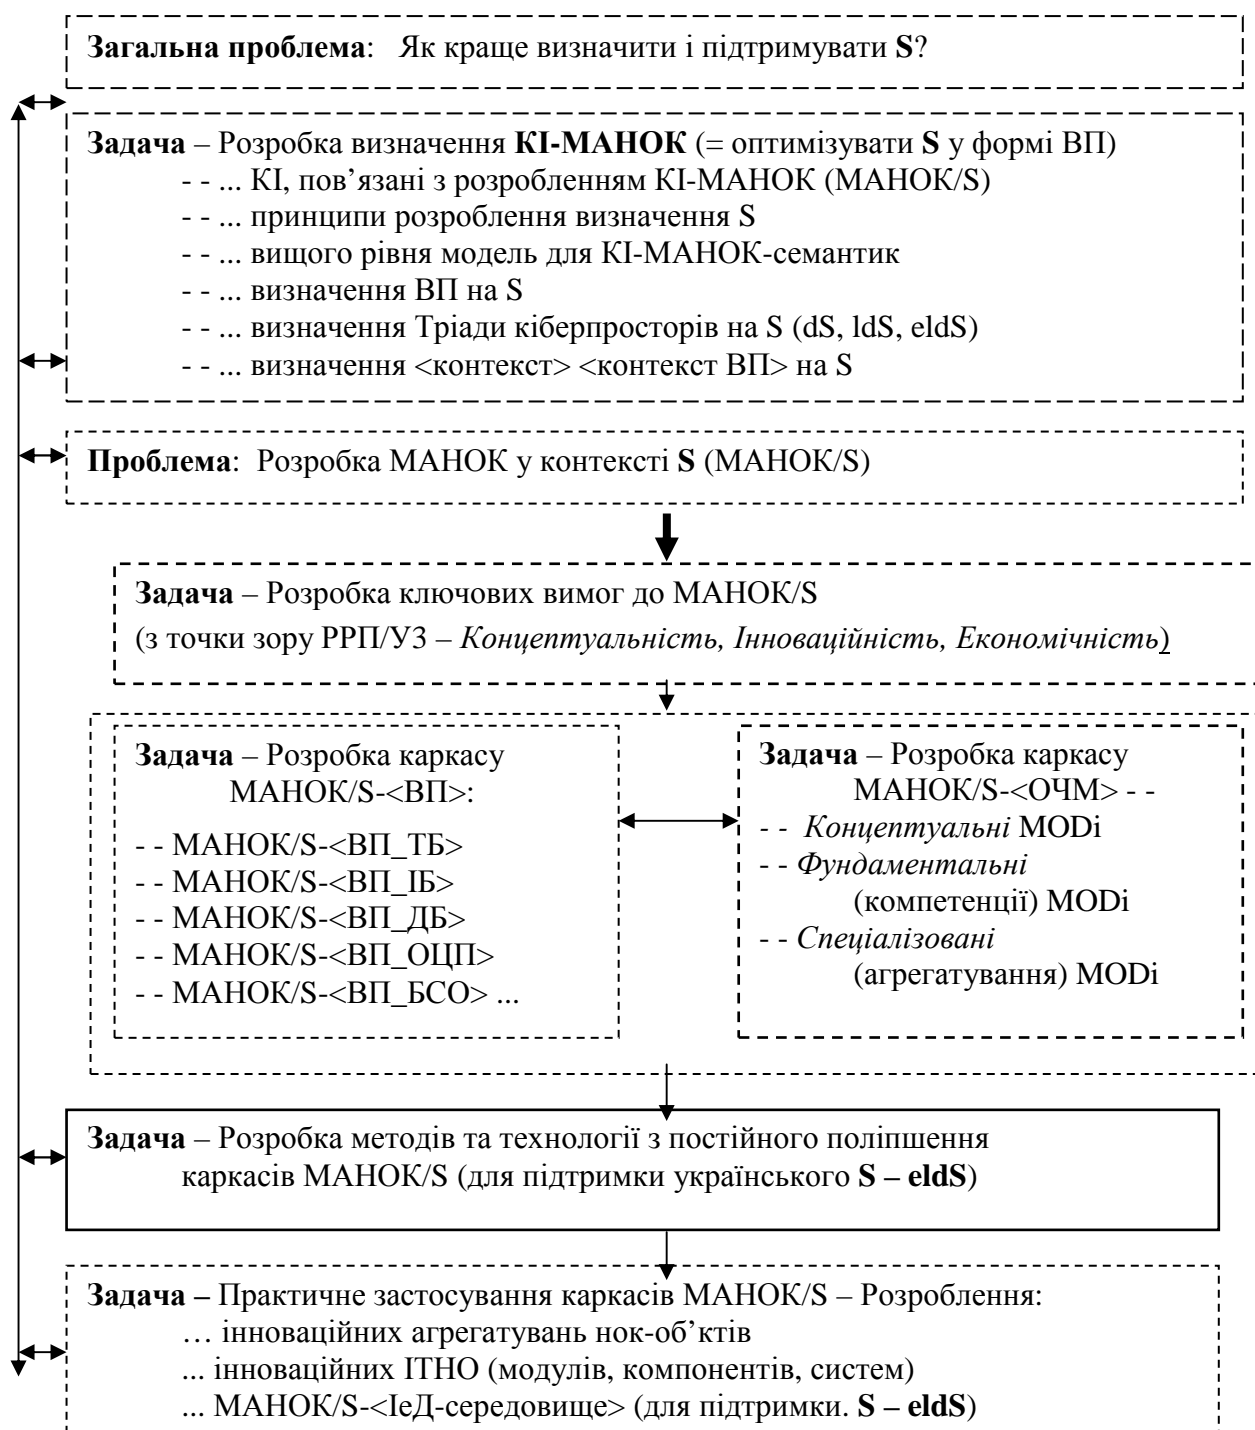 Загальна проблема:   Як краще визначити і підтримувати S?
Задача – Розробка визначення КІ-МАНОК (= оптимізувати S у формі ВП)
- - ... КІ, пов’язані з розробленням КІ-МАНОК (МАНОК/S)
- - ... принципи розроблення визначення S
- - ... вищого рівня модель для КІ-МАНОК-семантик
- - ... визначення ВП на S
- - ... визначення Тріади кіберпросторів на S (dS, ldS, eldS)
- - ... визначення <контекст> <контекст ВП> на S
Проблема:  Розробка МАНОК у контексті S (МАНОК/S)
Задача – Розробка ключових вимог до МАНОК/S
(з точки зору РРП/УЗ – Концептуальність, Інноваційність, Економічність)
Задача – Розробка каркасу
МАНОК/S-<ВП>:
- - МАНОК/S-<ВП_ТБ>
- - МАНОК/S-<ВП_ІБ>
- - МАНОК/S-<ВП_ДБ>
- - МАНОК/S-<ВП_ОЦП>
- - МАНОК/S-<ВП_БСО> ...
Задача – Розробка каркасу
МАНОК/S-<ОЧМ> - -
- -  Концептуальні MODi
- - Фундаментальні
(компетенції) MODi
- - Спеціалізовані
(агрегатування) MODi
Задача – Розробка методів та технології з постійного поліпшення
каркасів МАНОК/S (для підтримки українського S – eldS)
Задача – Практичне застосування каркасів МАНОК/S – Розроблення:
… інноваційних агрегатувань нок-об’ктів
... інноваційних ІТНО (модулів, компонентів, систем)
... МАНОК/S-<ІеД-середовище> (для підтримки. S – eldS)